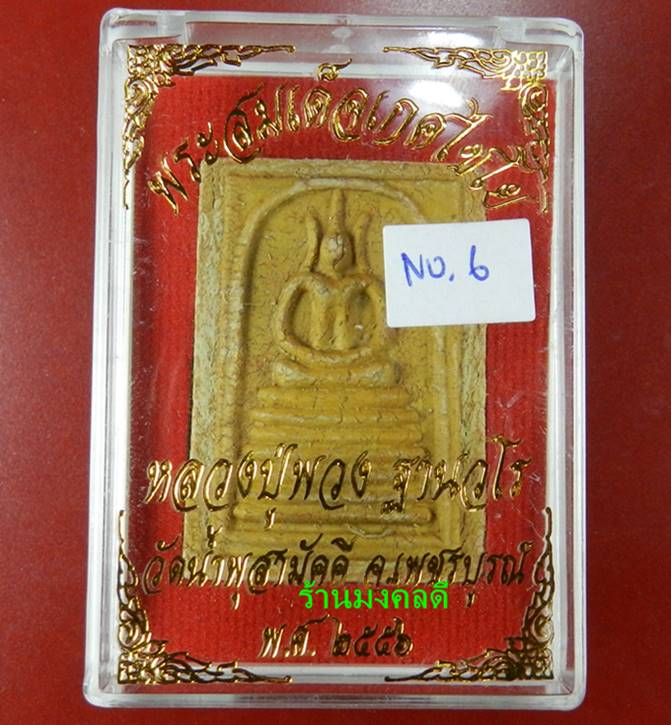 พระสมเด็จเกศไชโย
No. 6
หลวงปู่พวง ฐานวโร
วัดน้ำพุสามัคคี จ.เพชรบูรณ์
ร้านมงคลดี
พ.ศ. ๒๕๕๖